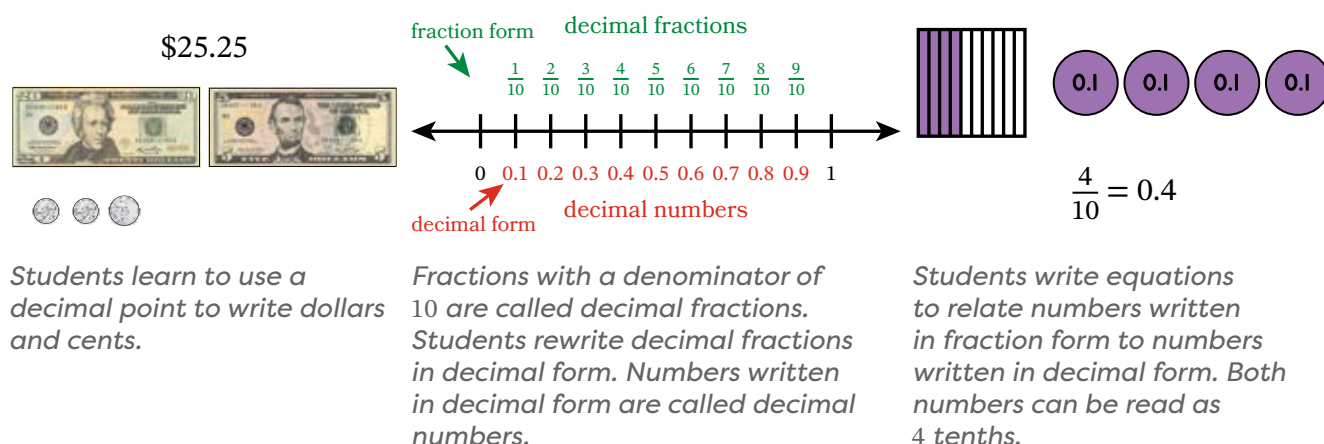 $25.25
Students learn to use a
decimal point to write dollars
and cents.
fraction form
decimal fractions
1/10 2/10 3/10 4/10 5/10 6/10 7/10 8/10 9/10
0 0.1 0.2 0.3 0.4 0.5 0.6 0.7 0.8 0.9 1
decimal form
decimal numbers
Fractions with a denominator of
10 are called decimal fractions.
Students rewrite decimal fractions
in decimal form. Numbers written
in decimal form are called decimal
numbers.
0.1 0.1 0.1 0.1
4/10 = 0.4
Students write equations
to relate numbers written
in fraction form to numbers
written in decimal form. Both
numbers can be read as
4 tenths.